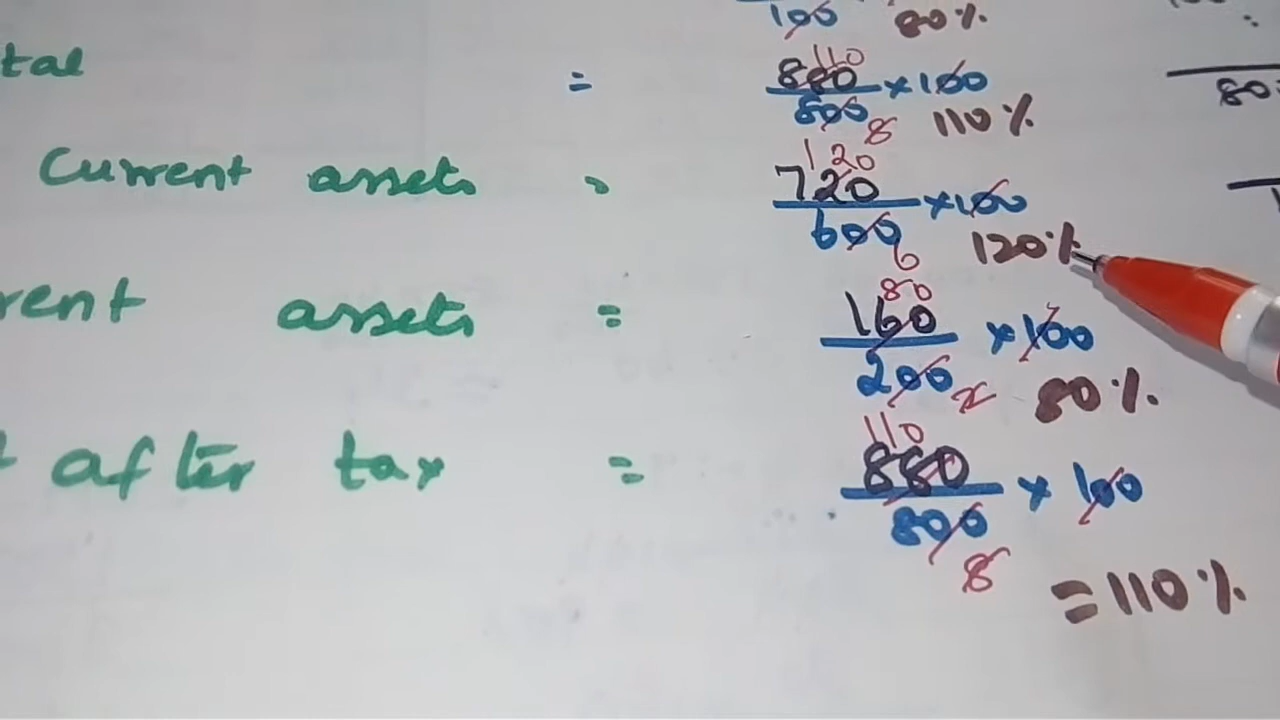 100 80%
tal = 880/800 × 100 110 8 110%
Current assets = 720/600 × 100 120 6 120%
rent assets = 160/200 × 100 80 2 80%
t after tax = 880/800 × 100 110 8
= 110%
80